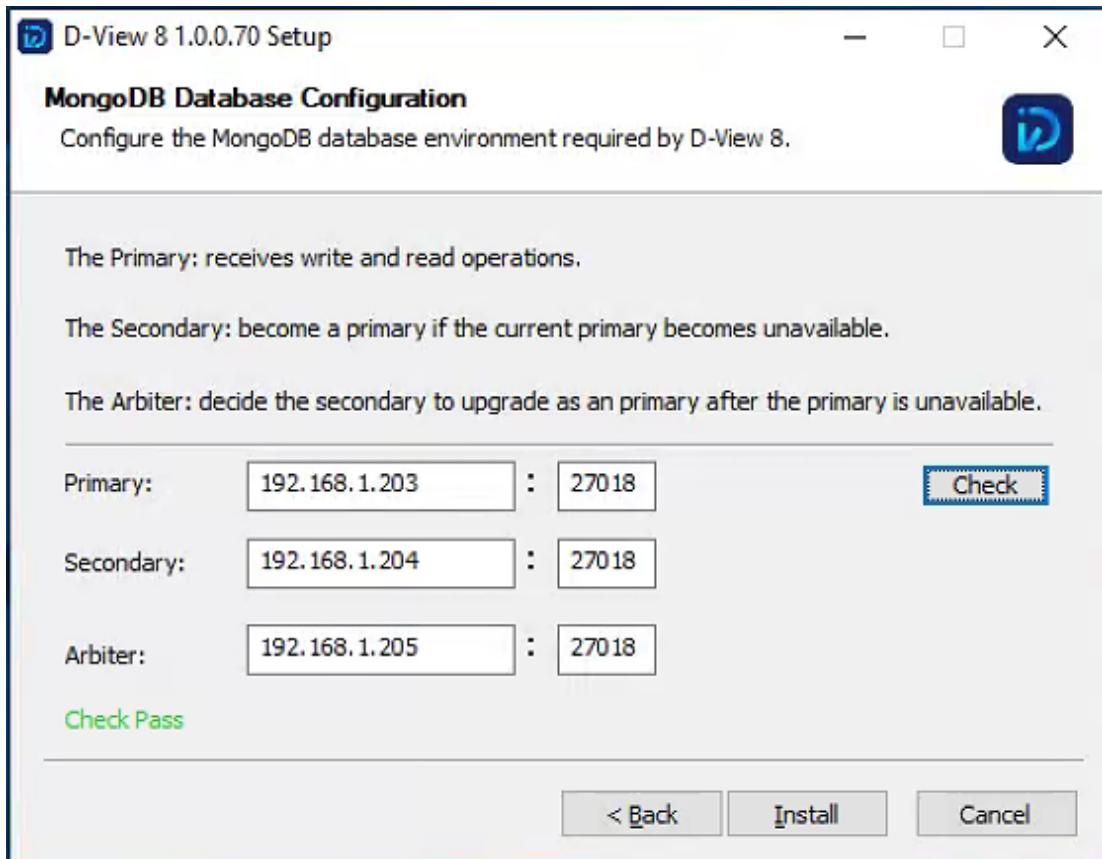 D-View 8 1.0.0.70 Setup
MongoDB Database Configuration
Configure the MongoDB database environment required by D-View 8.
The Primary: receives write and read operations.
The Secondary: become a primary if the current primary becomes unavailable.
The Arbiter: decide the secondary to upgrade as an primary after the primary is unavailable.
Primary: 192.168.1.203 : 27018 Check
Secondary: 192.168.1.204 : 27018
Arbiter: 192.168.1.205 : 27018
Check Pass
< Back Install Cancel